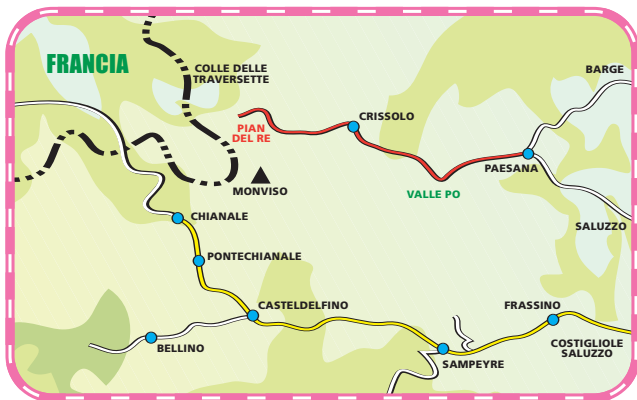 FRANCIA
COLLE DELLE
TRAVERSETTE
BARGE
CRISSOLO
PIAN
DEL RE
PAESANA
MONVISO
VALLE PO
CHIANALE
SALUZZO
PONTECHIANALE
CASTELDELFINO
FRASSINO
BELLINO
COSTIGLIOLE
SALUZZO
SAMPEYRE